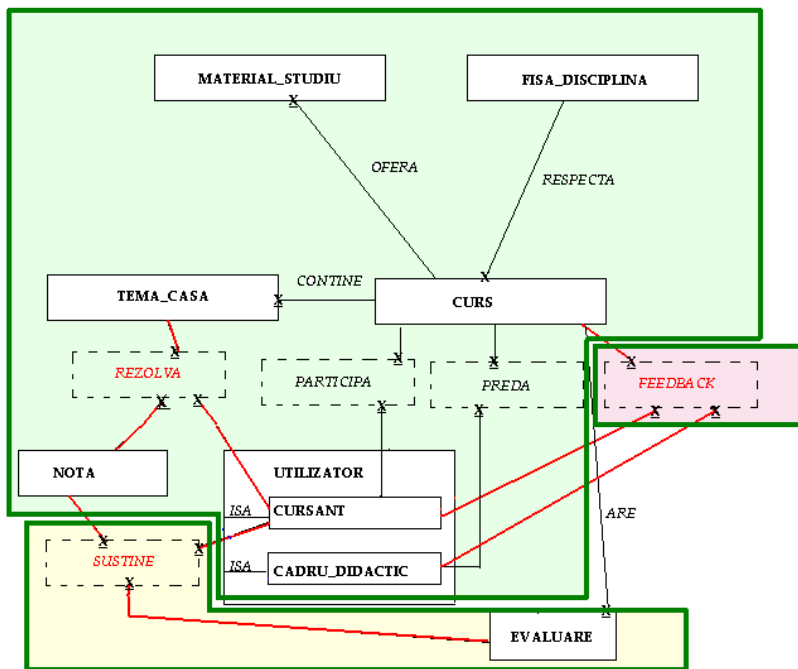 MATERIAL_STUDIU
FISA_DISCIPLINA
X
OFERA
RESPECTA
X
TEMA_CASA
X
CONTINE
CURS
X
X
X
X
REZOLVA
PARTICIPA
PREDA
FEEDBACK
X
X
X
X
X
X
NOTA
UTILIZATOR
ISA
CURSANT
ARE
X
X
SUSTINE
ISA
CADRU_DIDACTIC
X
X
EVALUARE